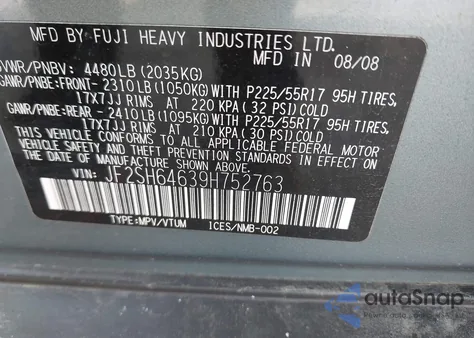 MFD BY FUJI HEAVY INDUSTRIES LTD.
MFD IN 08/08
GVWR/PNBV: 4480LB (2035KG)
GAWR/PNBE:FRONT- 2310LB (1050KG) WITH P225/55R17 95H TIRES,
17X7JJ RIMS AT 220 KPA (32 PSI) COLD
GAWR/PNBE:REAR- 2410LB (1095KG) WITH P225/55R17 95H TIRES,
17X7JJ RIMS AT 210 KPA (30 PSI) COLD
THIS VEHICLE CONFORMS TO ALL APPLICABLE FEDERAL MOTOR
VEHICLE SAFETY STANDARDS IN EFFECT ON THE DATE OF
MANUFACTURE SHOWN ABOVE.
VIN: JF2SH64639H752763
TYPE:MPV/VTUM ICES/NMB-002
autoSnap